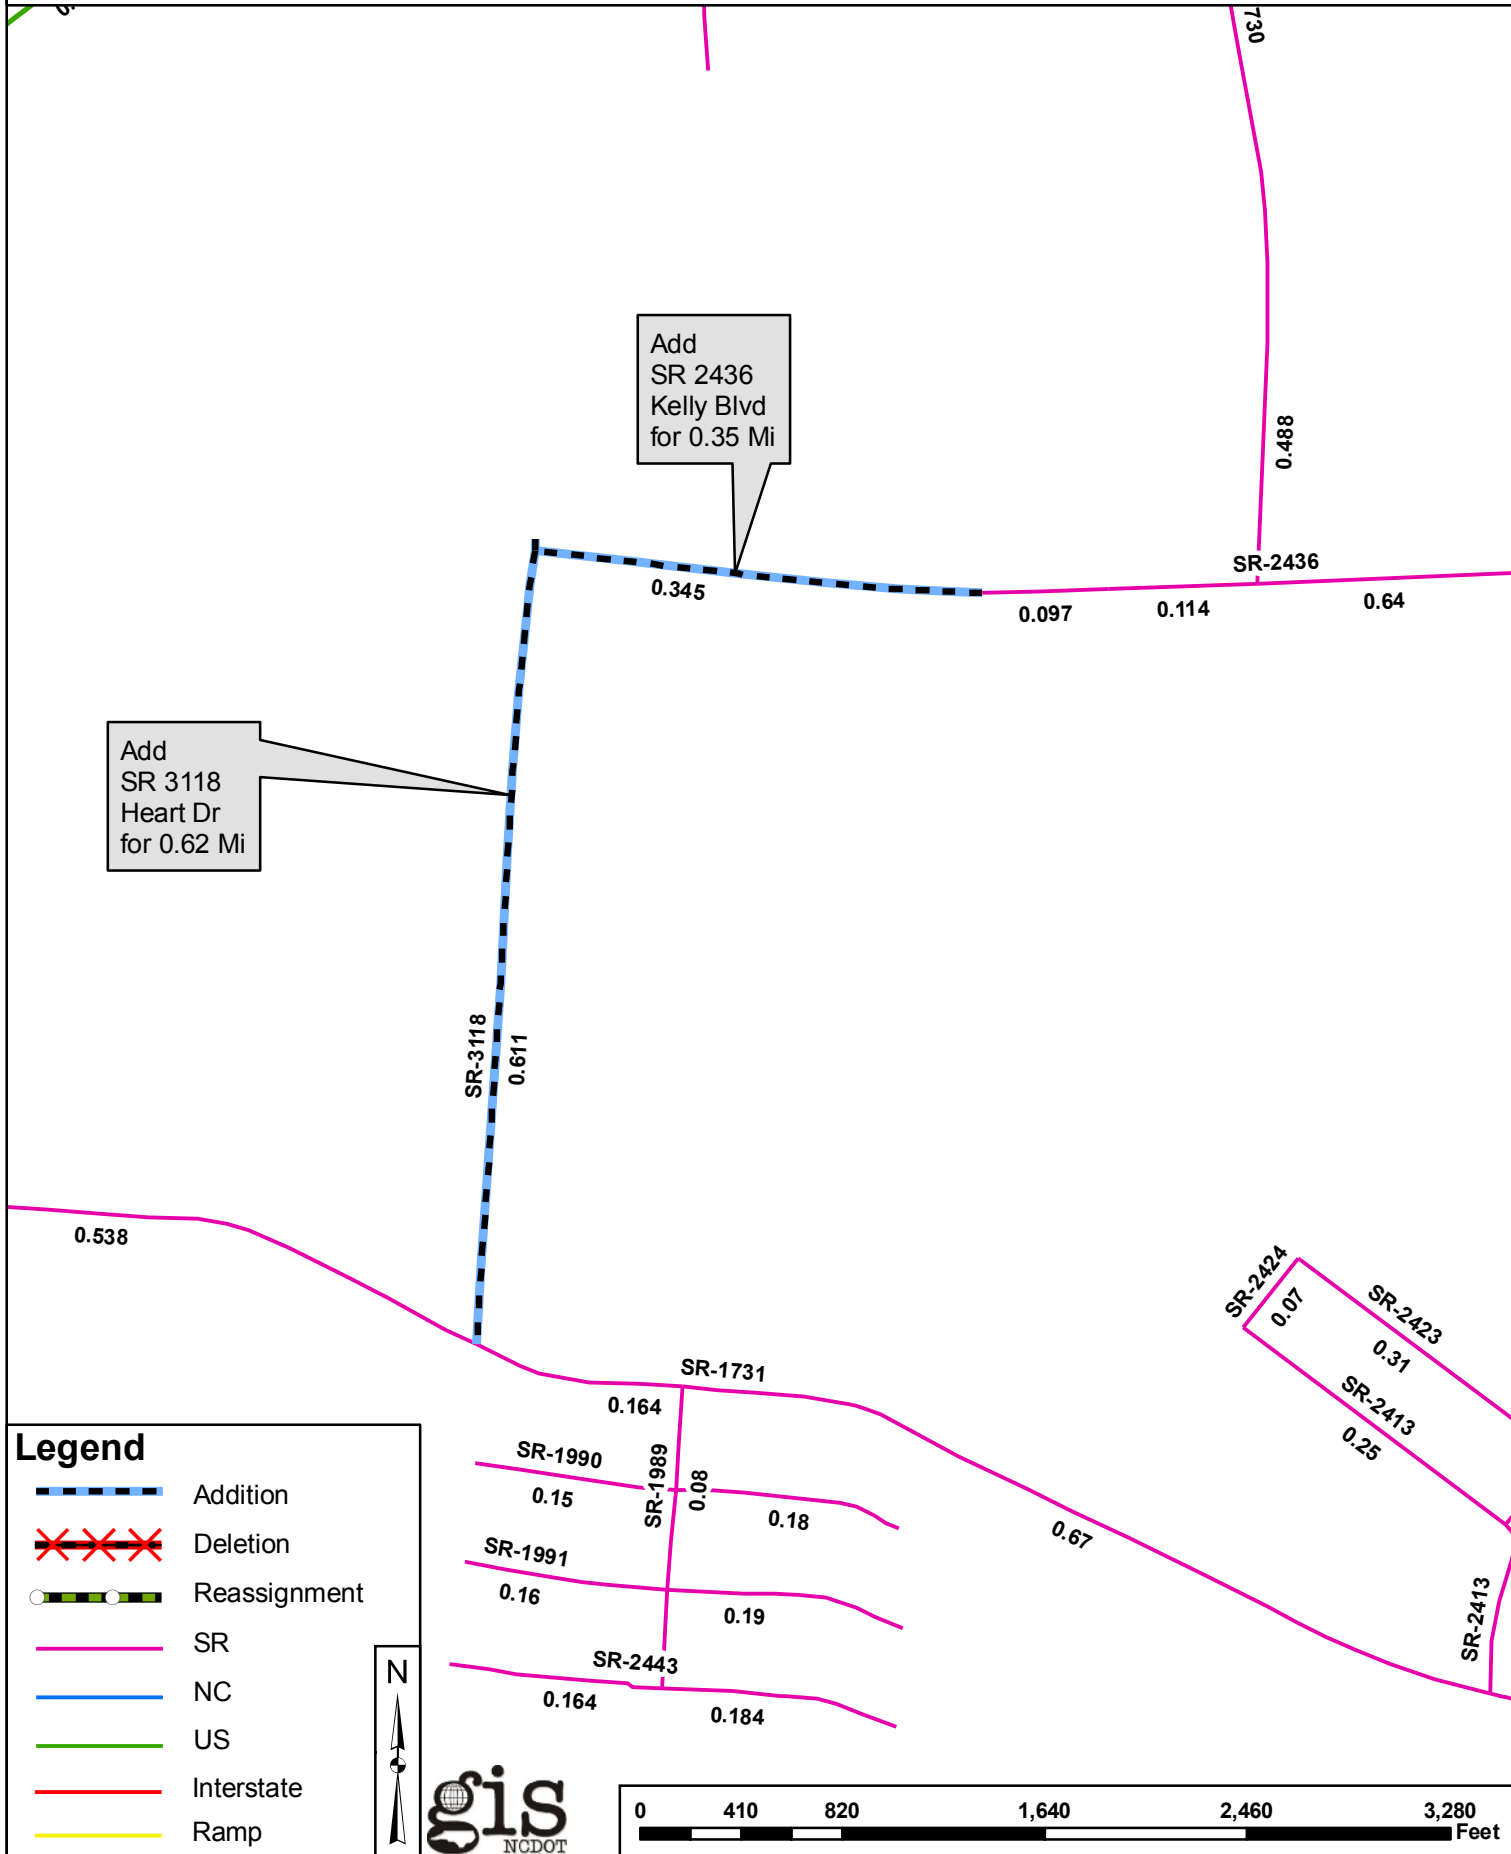 730
Add
SR 2436
Kelly Blvd
for 0.35 Mi
0.488
SR-2436
0.345
0.097
0.114
0.64
Add
SR 3118
Heart Dr
for 0.62 Mi
SR-3118
0.611
0.538
SR-2424
0.07
SR-2423
0.31
SR-2413
0.25
SR-1731
0.164
SR-1989
0.08
SR-1990
0.15
0.18
0.67
SR-1991
0.16
0.19
SR-2413
SR-2443
0.164
0.184
Legend
Addition
Deletion
Reassignment
SR
NC
US
Interstate
Ramp
N
gis
NCDOT
0 410 820 1,640 2,460 3,280
Feet